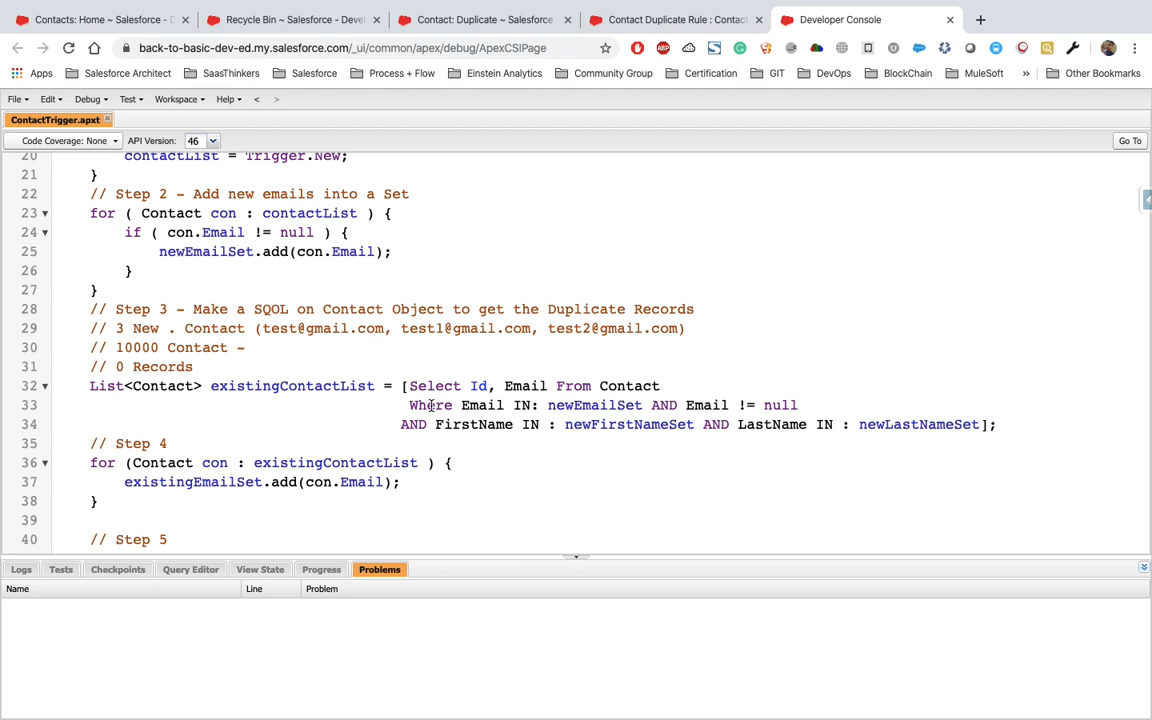 Contacts: Home ~ Salesforce - D
Recycle Bin ~ Salesforce - Devel
Contact: Duplicate ~ Salesforce
Contact Duplicate Rule : Contac
Developer Console
back-to-basic-dev-ed.my.salesforce.com/_ui/common/apex/debug/ApexCSIPage
Apps
Salesforce Architect
SaasThinkers
Salesforce
Process + Flow
Einstein Analytics
Community Group
Certification
GIT
DevOps
BlockChain
MuleSoft
»
Other Bookmarks
File
Edit
Debug
Test
Workspace
Help
<
>
ContactTrigger.apxt
Code Coverage: None
API Version:
46
Go To
20 contactList = Trigger.New;
21 }
22 // Step 2 - Add new emails into a Set
23 for ( Contact con : contactList ) {
24 if ( con.Email != null ) {
25 newEmailSet.add(con.Email);
26 }
27 }
28 // Step 3 - Make a SQOL on Contact Object to get the Duplicate Records
29 // 3 New . Contact (test@gmail.com, test1@gmail.com, test2@gmail.com)
30 // 10000 Contact -
31 // 0 Records
32 List<Contact> existingContactList = [Select Id, Email From Contact
33 Where Email IN: newEmailSet AND Email != null
34 AND FirstName IN : newFirstNameSet AND LastName IN : newLastNameSet];
35 // Step 4
36 for (Contact con : existingContactList ) {
37 existingEmailSet.add(con.Email);
38 }
39
40 // Step 5
Logs
Tests
Checkpoints
Query Editor
View State
Progress
Problems
Name
Line
Problem